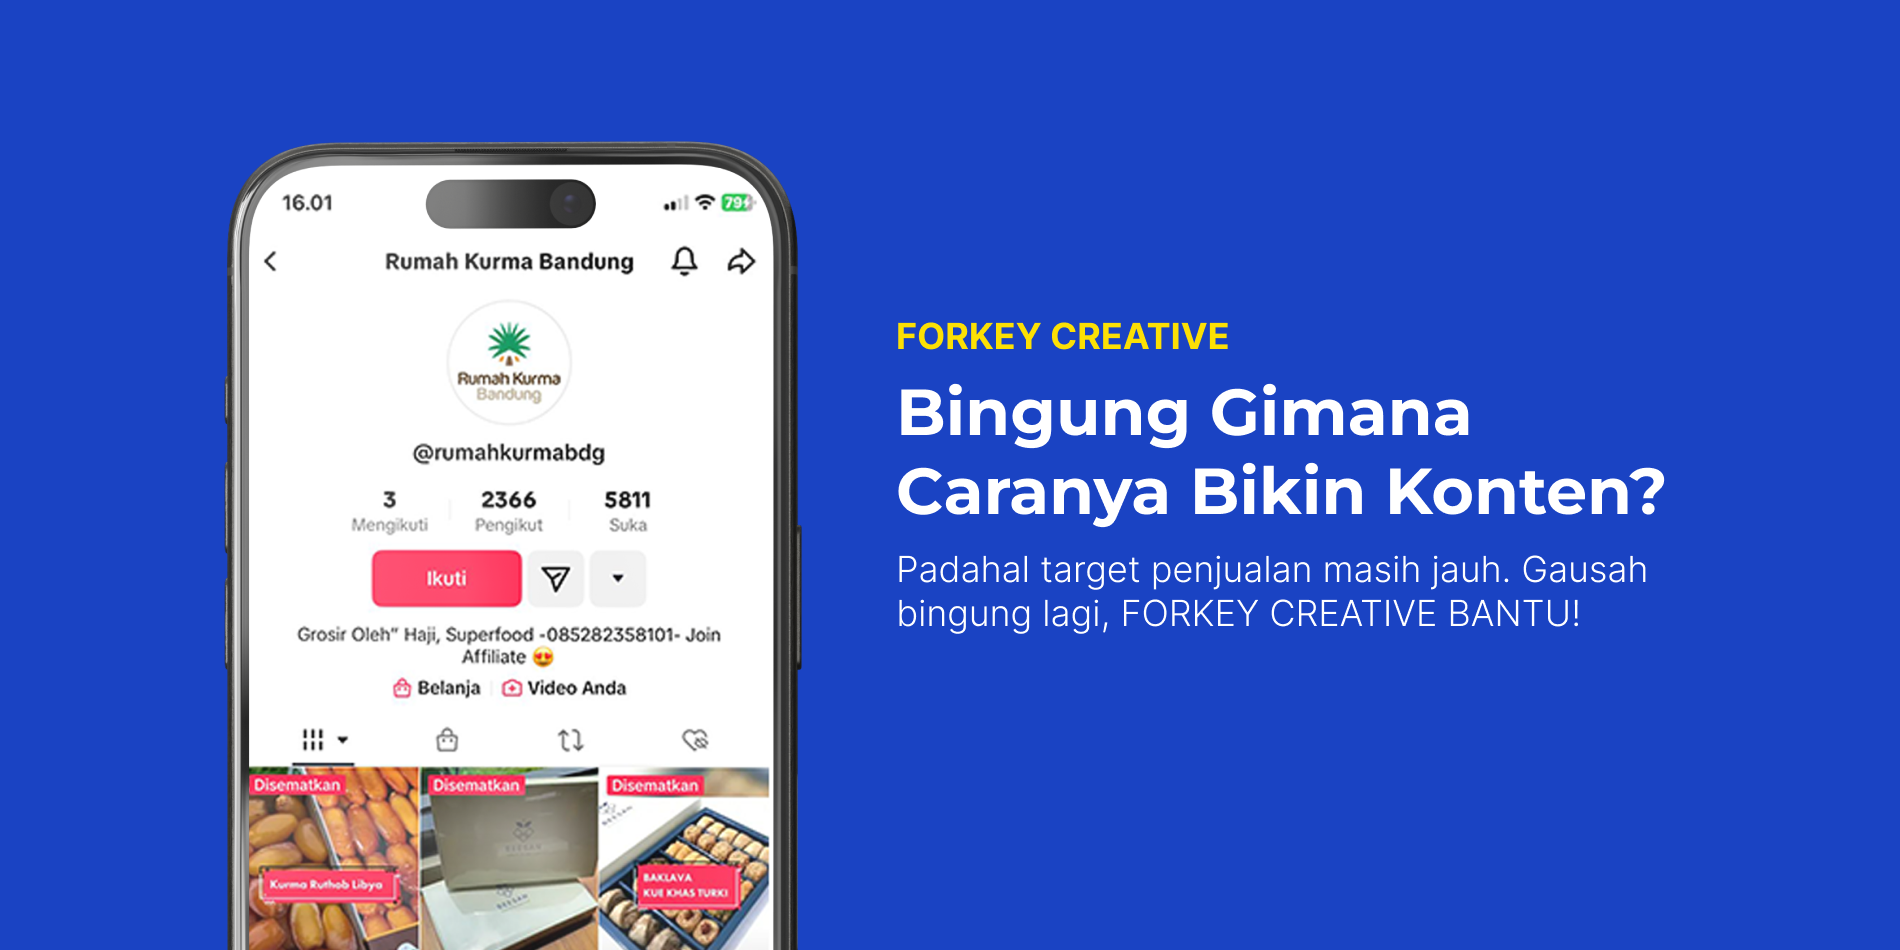 16.01
79
Rumah Kurma Bandung
Rumah Kurma
Bandung
@rumahkurmabdg
3 2366 5811
Mengikuti Pengikut Suka
Ikuti
Grosir Oleh" Haji, Superfood -085282358101- Join
Affiliate 😍
Belanja Video Anda
Disematkan Disematkan Disematkan
Kurma Ruthob Libya
BAKLAVA
KUE KHAS TURKI
FORKEY CREATIVE
Bingung Gimana
Caranya Bikin Konten?
Padahal target penjualan masih jauh. Gausah
bingung lagi, FORKEY CREATIVE BANTU!